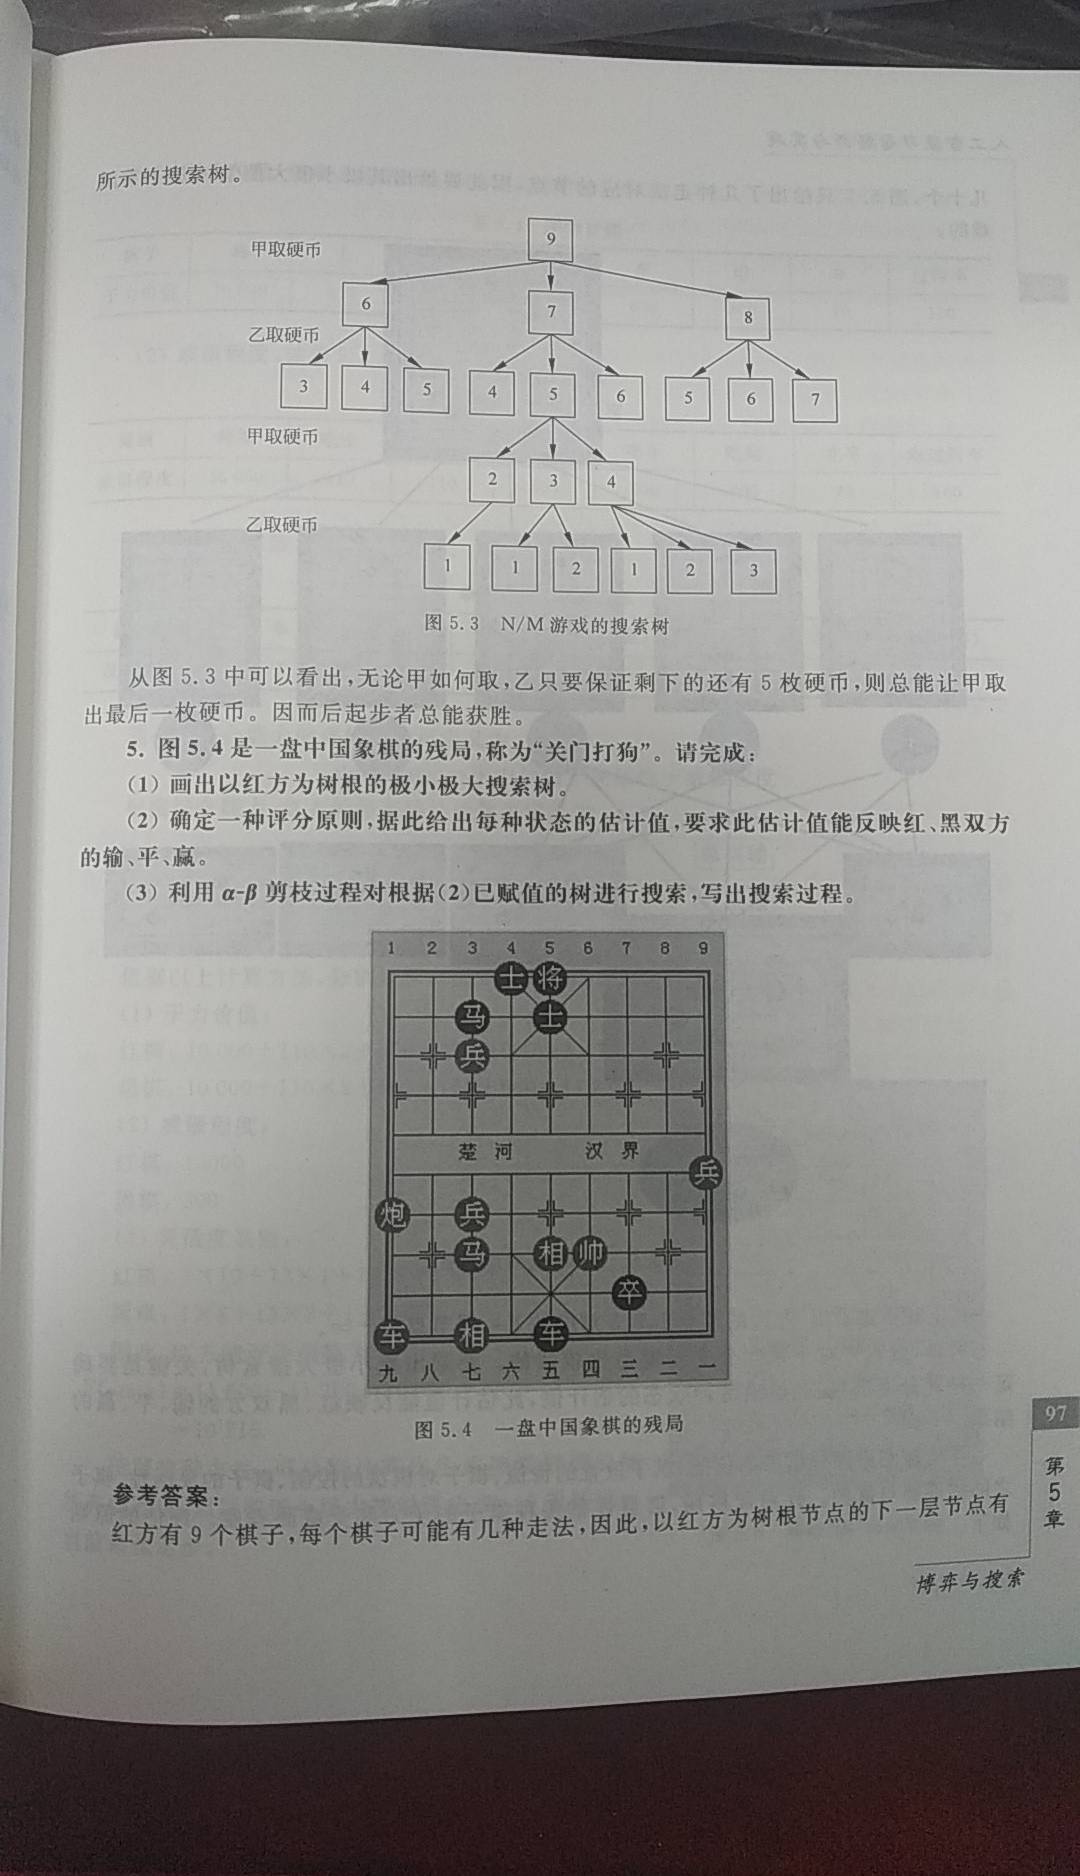 所示的搜索树。
甲取硬币
9
6 7 8
乙取硬币
3 4 5 4 5 6 5 6 7
甲取硬币
2 3 4
乙取硬币
1 1 2 1 2 3
图 5.3 N/M 游戏的搜索树
从图 5.3 中可以看出,无论甲如何取,乙只要保证剩下的还有 5 枚硬币,则总能让甲取
出最后一枚硬币。因而后起步者总能获胜。
5. 图 5.4 是一盘中国象棋的残局,称为“关门打狗”。请完成:
(1) 画出以红方为树根的极小极大搜索树。
(2) 确定一种评分原则,据此给出每种状态的估计值,要求此估计值能反映红、黑双方
的输、平、赢。
(3) 利用 α-β 剪枝过程对根据(2)已赋值的树进行搜索,写出搜索过程。
1 2 3 4 5 6 7 8 9
士 将
马 士
兵
楚 河 汉 界
兵
炮 兵
马 相 帅
卒
车 相 车
九 八 七 六 五 四 三 二 一
图 5.4 一盘中国象棋的残局
参考答案:
红方有 9 个棋子,每个棋子可能有几种走法,因此,以红方为树根节点的下一层节点有
97
第
5
章
博弈与搜索